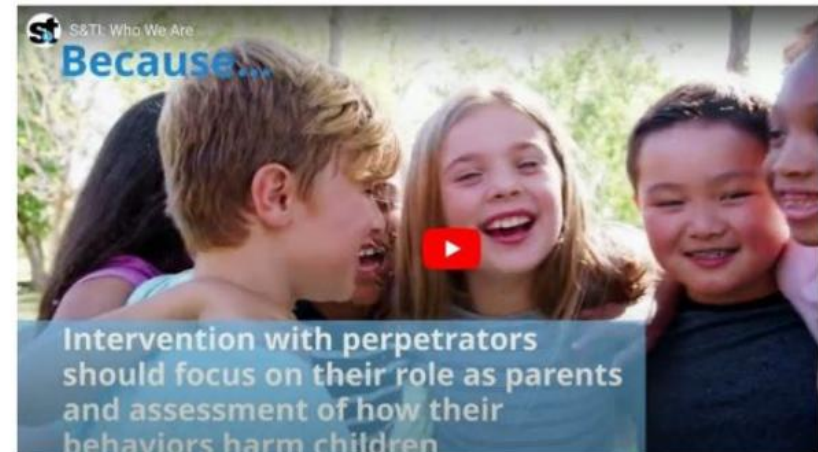 st S&TI: Who We Are
Because...
Intervention with perpetrators
should focus on their role as parents
and assessment of how their
behaviors harm children